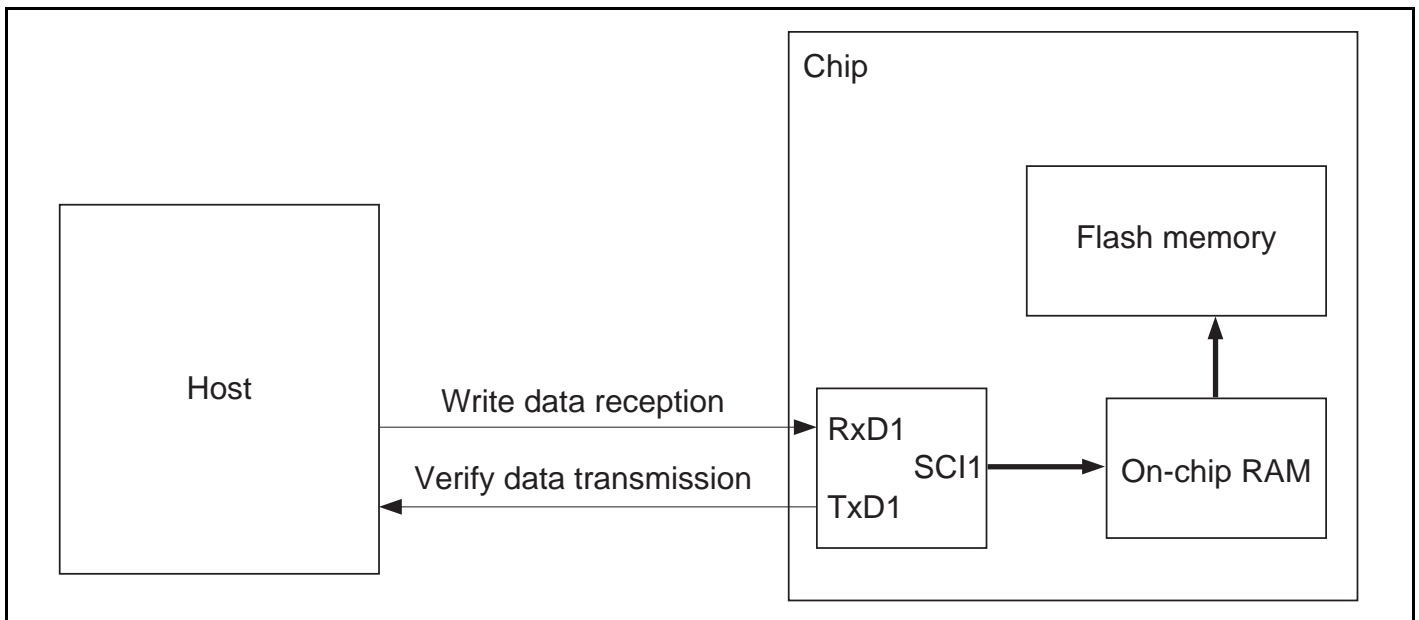 Chip
Flash memory
Host
Write data reception
RxD1
SCI1
On-chip RAM
Verify data transmission
TxD1